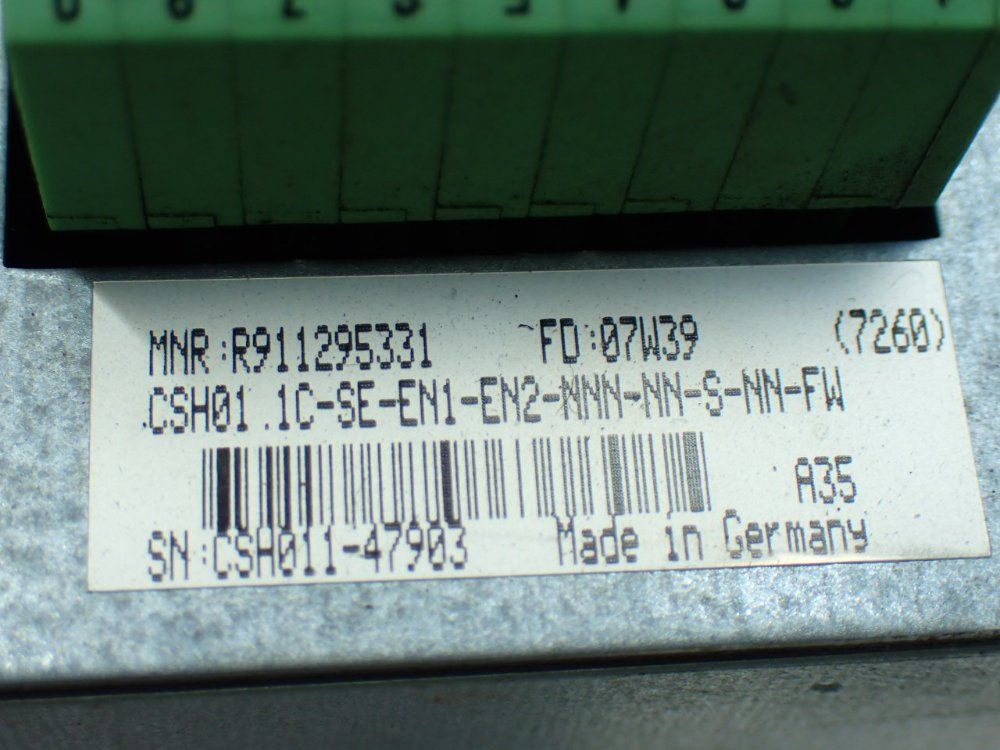 MNR:R911295331 FD:07W39 (7260)
CSH01.1C-SE-EN1-EN2-NNN-NN-S-NN-FW
A35
SN:CSH011-47903 Made in Germany